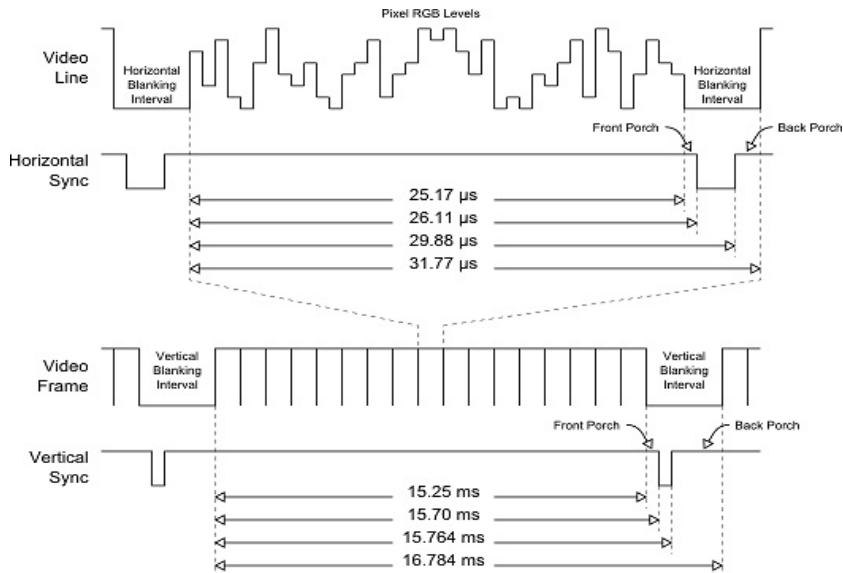 Pixel RGB Levels
Video
Line
Horizontal
Blanking
Interval
Horizontal
Blanking
Interval
Front Porch
Back Porch
Horizontal
Sync
25.17 µs
26.11 µs
29.88 µs
31.77 µs
Video
Frame
Vertical
Blanking
Interval
Vertical
Blanking
Interval
Front Porch
Back Porch
Vertical
Sync
15.25 ms
15.70 ms
15.764 ms
16.784 ms